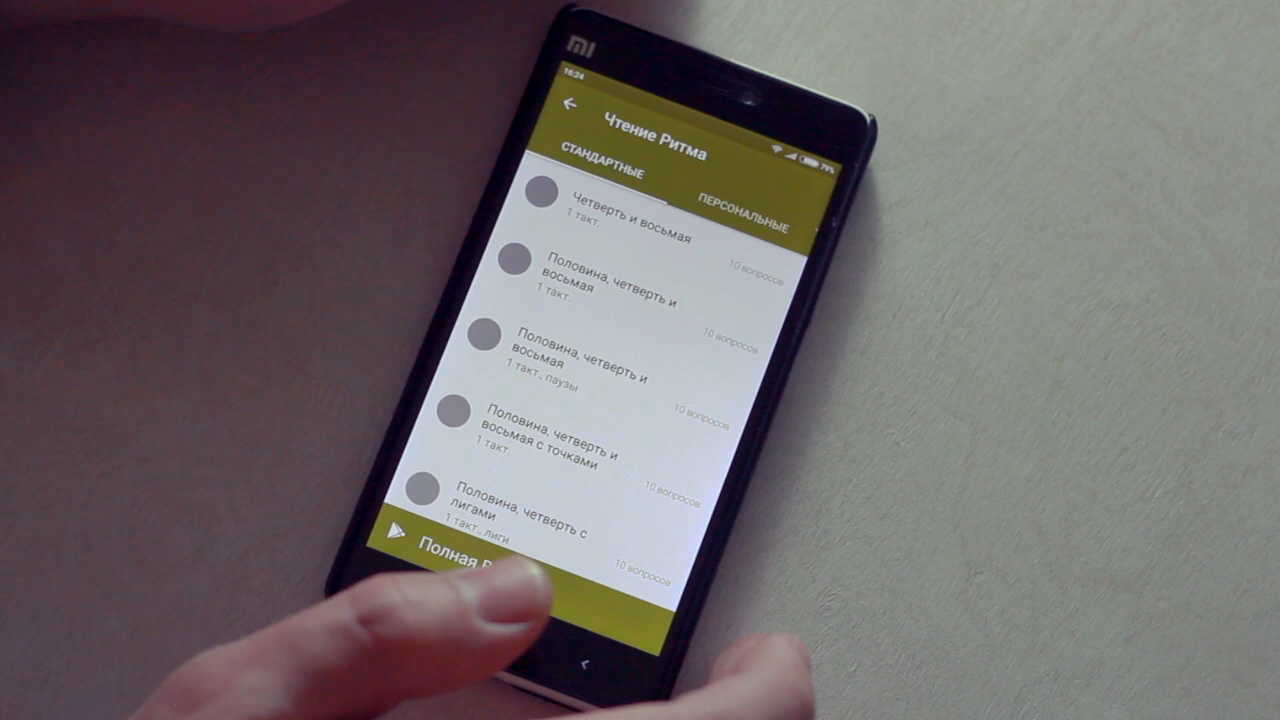 MI
16:24
79%
Чтение Ритма
СТАНДАРТНЫЕ
ПЕРСОНАЛЬНЫЕ
Четверть и восьмая
1 такт.
10 вопросов
Половина, четверть и
восьмая
1 такт.
10 вопросов
Половина, четверть и
восьмая
1 такт., паузы
10 вопросов
Половина, четверть и
восьмая с точками
1 такт.
10 вопросов
Половина, четверть с
лигами
1 такт., лиги
10 вопросов
Полная